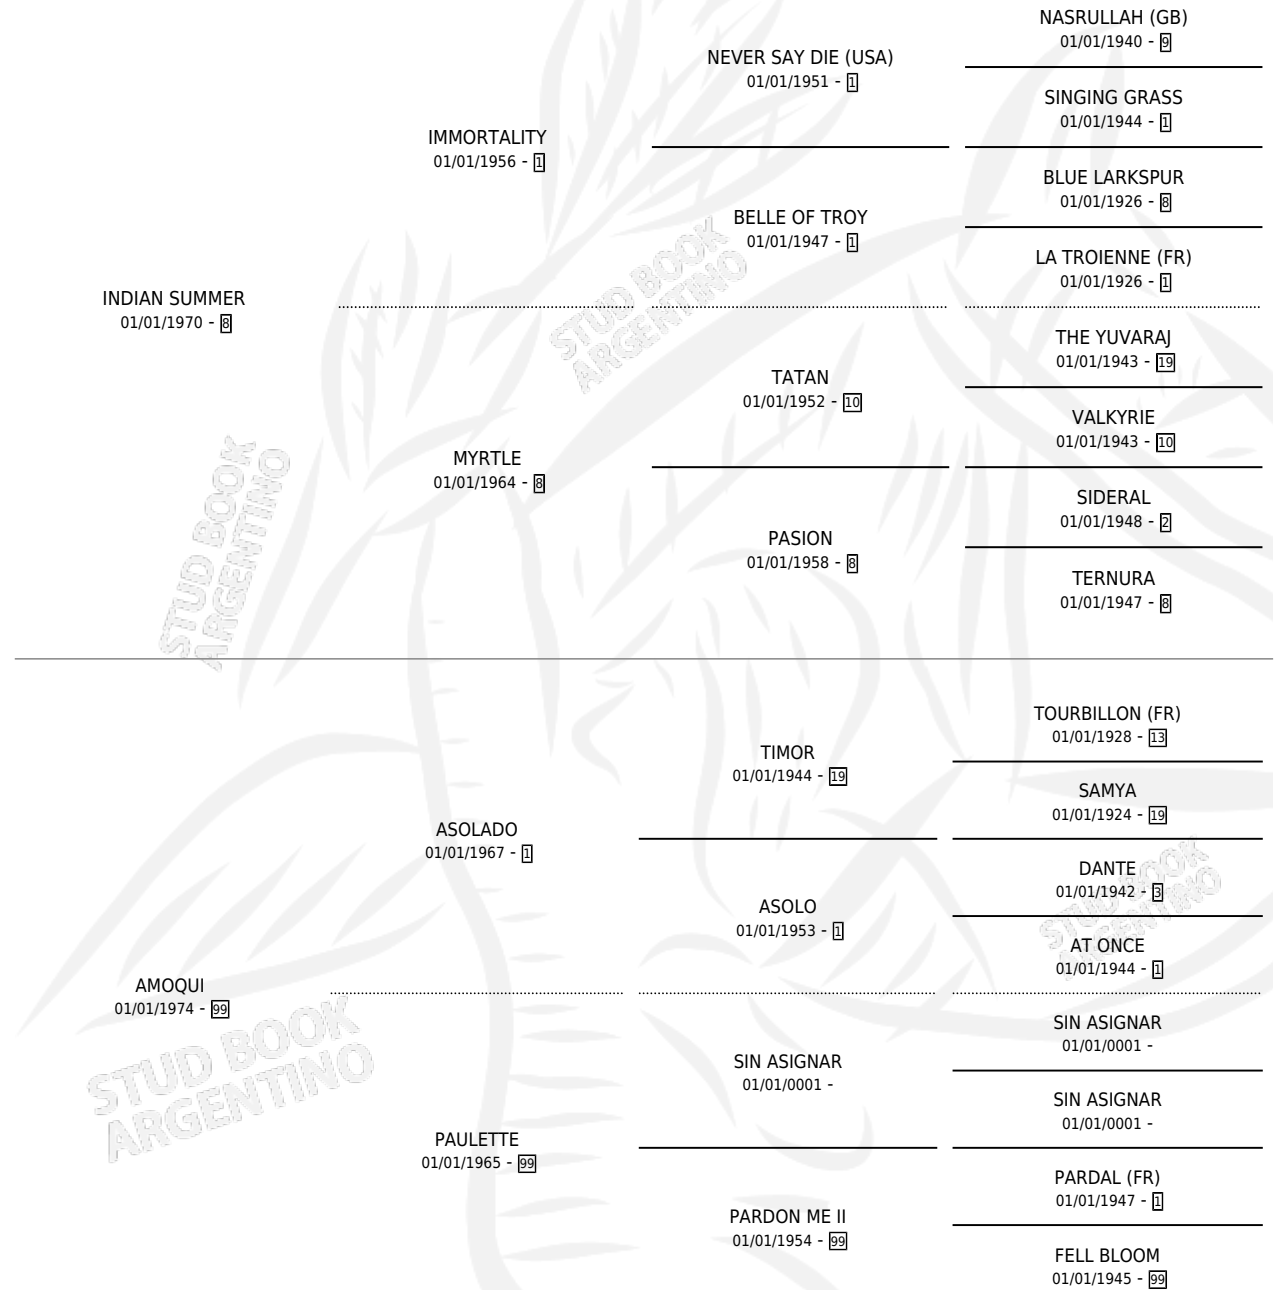 NASRULLAH (GB)
01/01/1940 - 9
NEVER SAY DIE (USA)
01/01/1951 - 1
SINGING GRASS
01/01/1944 - 1
IMMORTALITY
01/01/1956 - 1
BLUE LARKSPUR
01/01/1926 - 8
BELLE OF TROY
01/01/1947 - 1
LA TROIENNE (FR)
01/01/1926 - 1
INDIAN SUMMER
01/01/1970 - 8
STUD BOOK
ARGENTINO
THE YUVARAJ
01/01/1943 - 19
TATAN
01/01/1952 - 10
VALKYRIE
01/01/1943 - 10
MYRTLE
01/01/1964 - 8
SIDERAL
01/01/1948 - 2
PASION
01/01/1958 - 8
TERNURA
01/01/1947 - 8
STUD BOOK
ARGENTINO
TOURBILLON (FR)
01/01/1928 - 13
TIMOR
01/01/1944 - 19
SAMYA
01/01/1924 - 19
ASOLADO
01/01/1967 - 1
DANTE
01/01/1942 - 3
ASOLO
01/01/1953 - 1
STUD BOOK
ARGENTINO
AT ONCE
01/01/1944 - 1
AMOQUI
01/01/1974 - 99
STUD BOOK
ARGENTINO
SIN ASIGNAR
01/01/0001 -
SIN ASIGNAR
01/01/0001 -
SIN ASIGNAR
01/01/0001 -
PAULETTE
01/01/1965 - 99
PARDAL (FR)
01/01/1947 - 1
PARDON ME II
01/01/1954 - 99
FELL BLOOM
01/01/1945 - 99